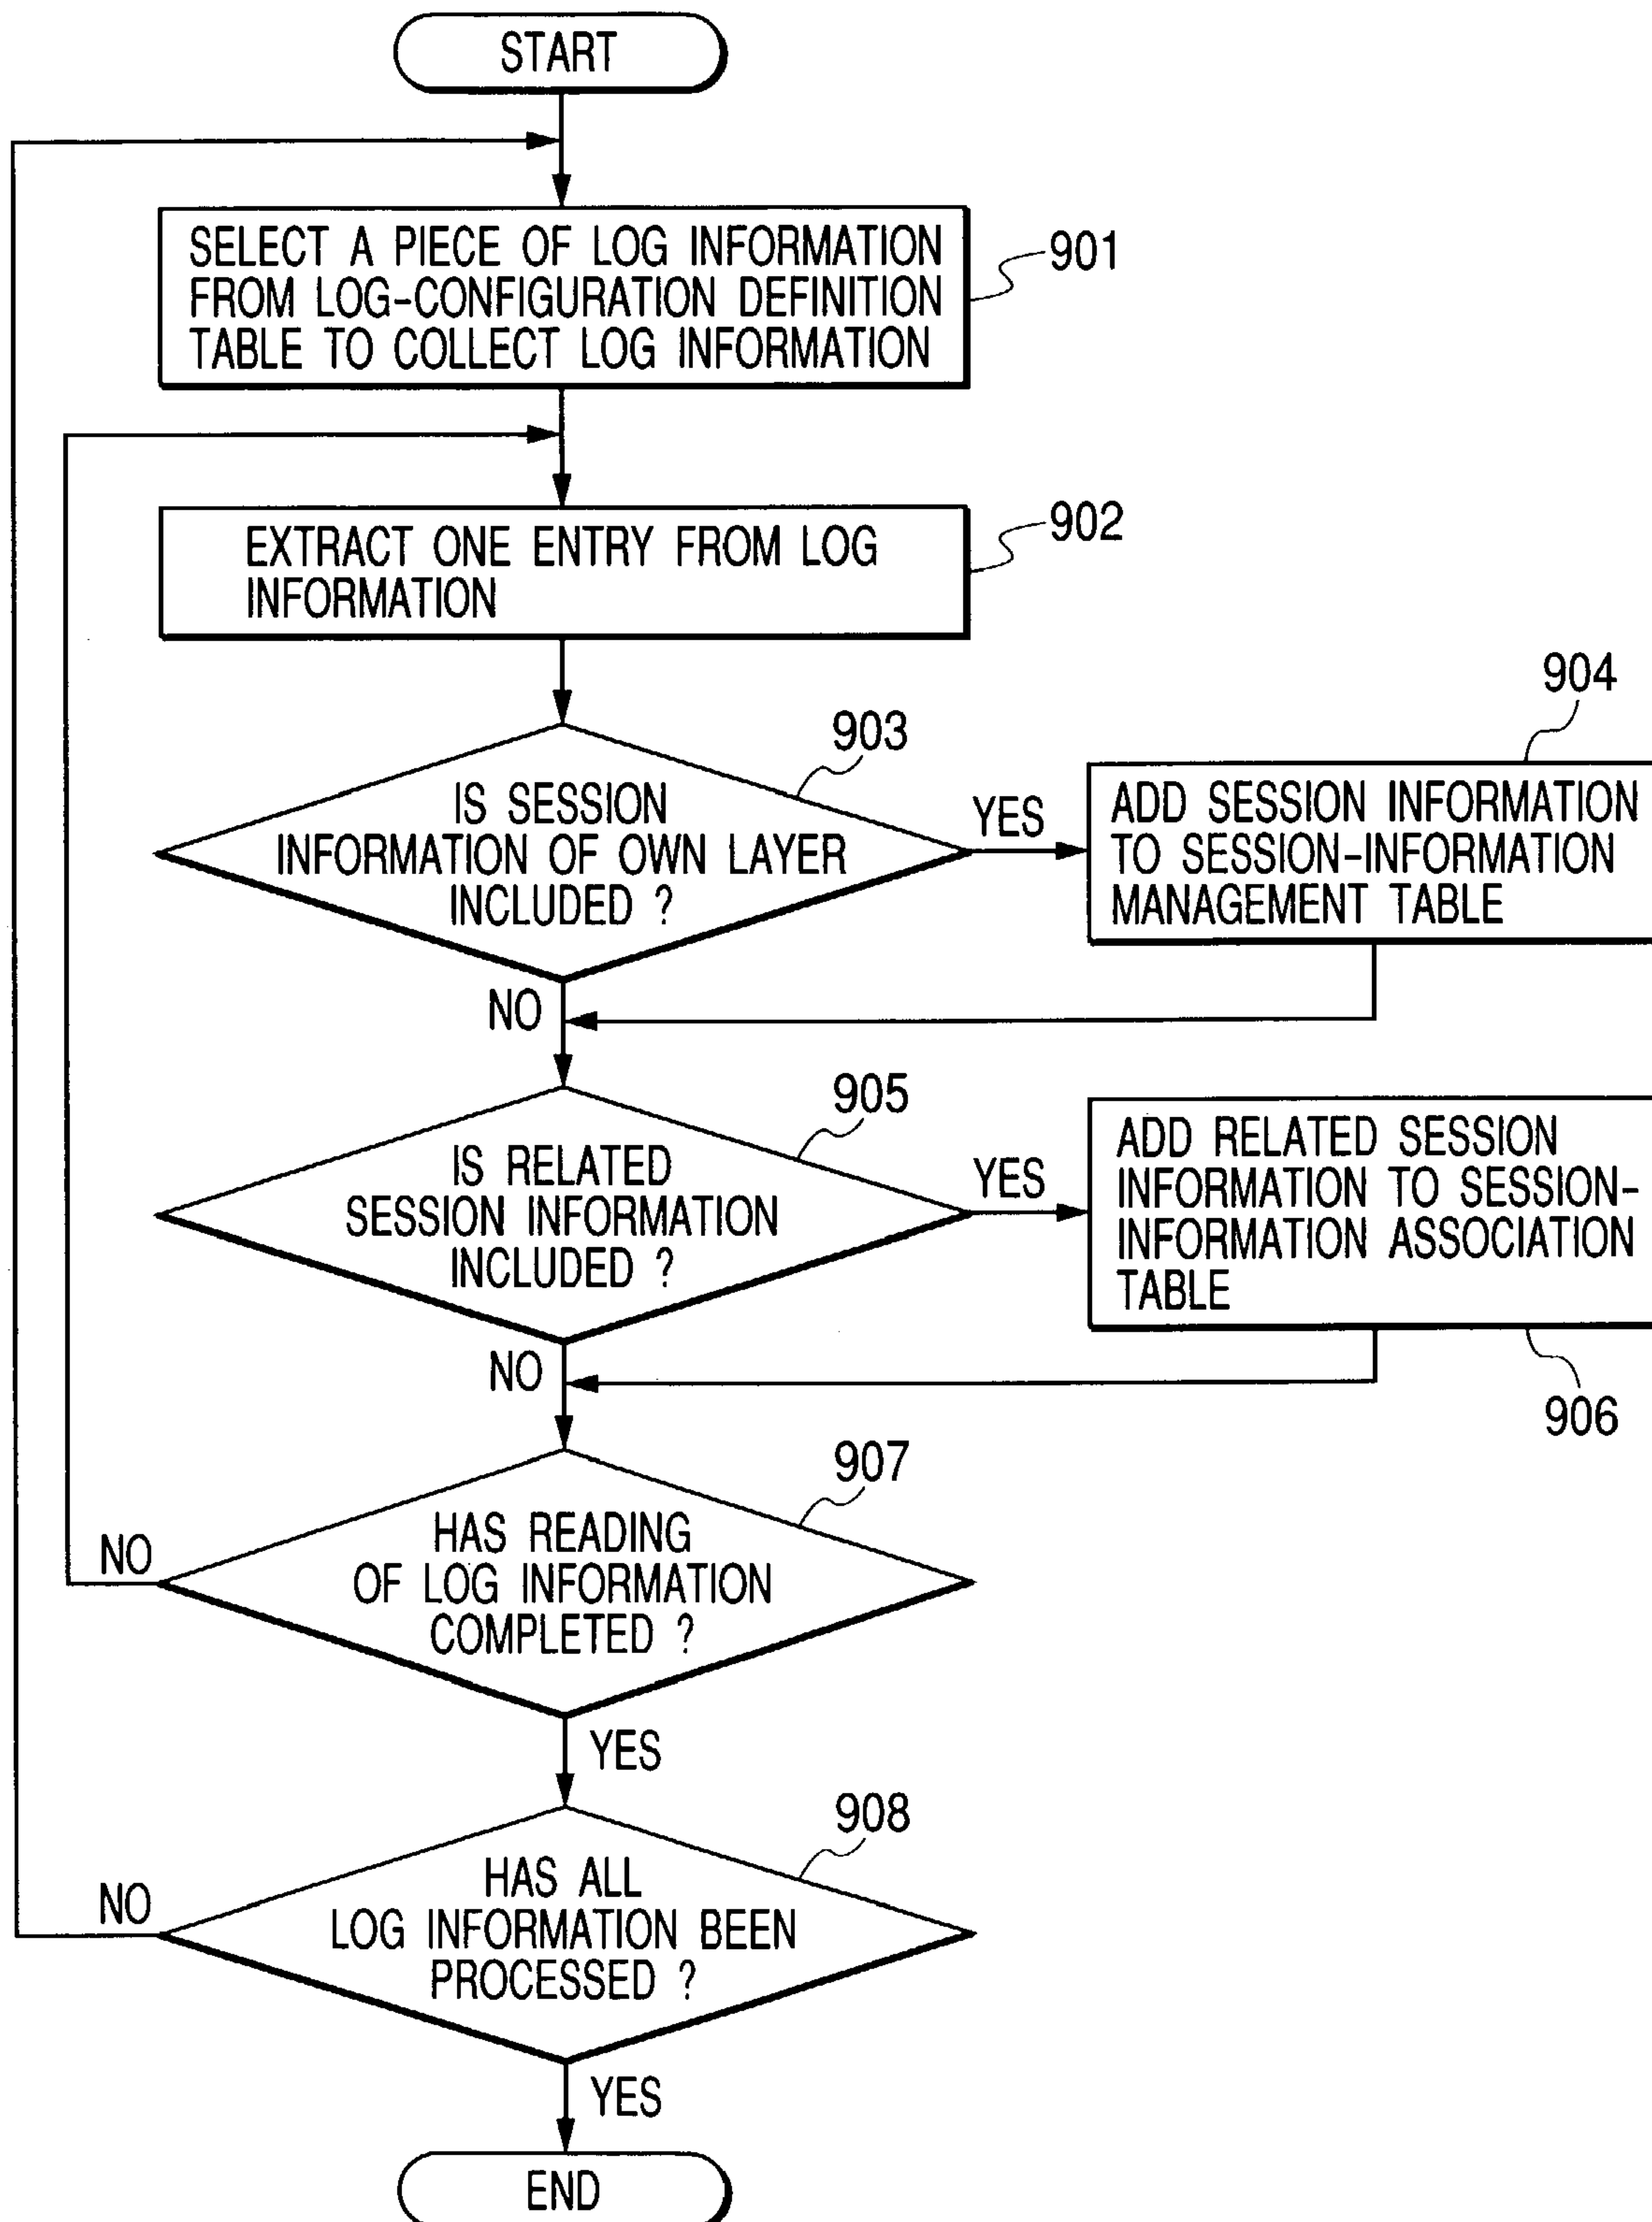 START
SELECT A PIECE OF LOG INFORMATION
FROM LOG-CONFIGURATION DEFINITION
TABLE TO COLLECT LOG INFORMATION
901
EXTRACT ONE ENTRY FROM LOG
INFORMATION
902
903
IS SESSION
INFORMATION OF OWN LAYER
INCLUDED ?
YES
904
ADD SESSION INFORMATION
TO SESSION-INFORMATION
MANAGEMENT TABLE
NO
905
IS RELATED
SESSION INFORMATION
INCLUDED ?
YES
ADD RELATED SESSION
INFORMATION TO SESSION-
INFORMATION ASSOCIATION
TABLE
906
NO
907
HAS READING
OF LOG INFORMATION
COMPLETED ?
NO
YES
908
HAS ALL
LOG INFORMATION BEEN
PROCESSED ?
NO
YES
END